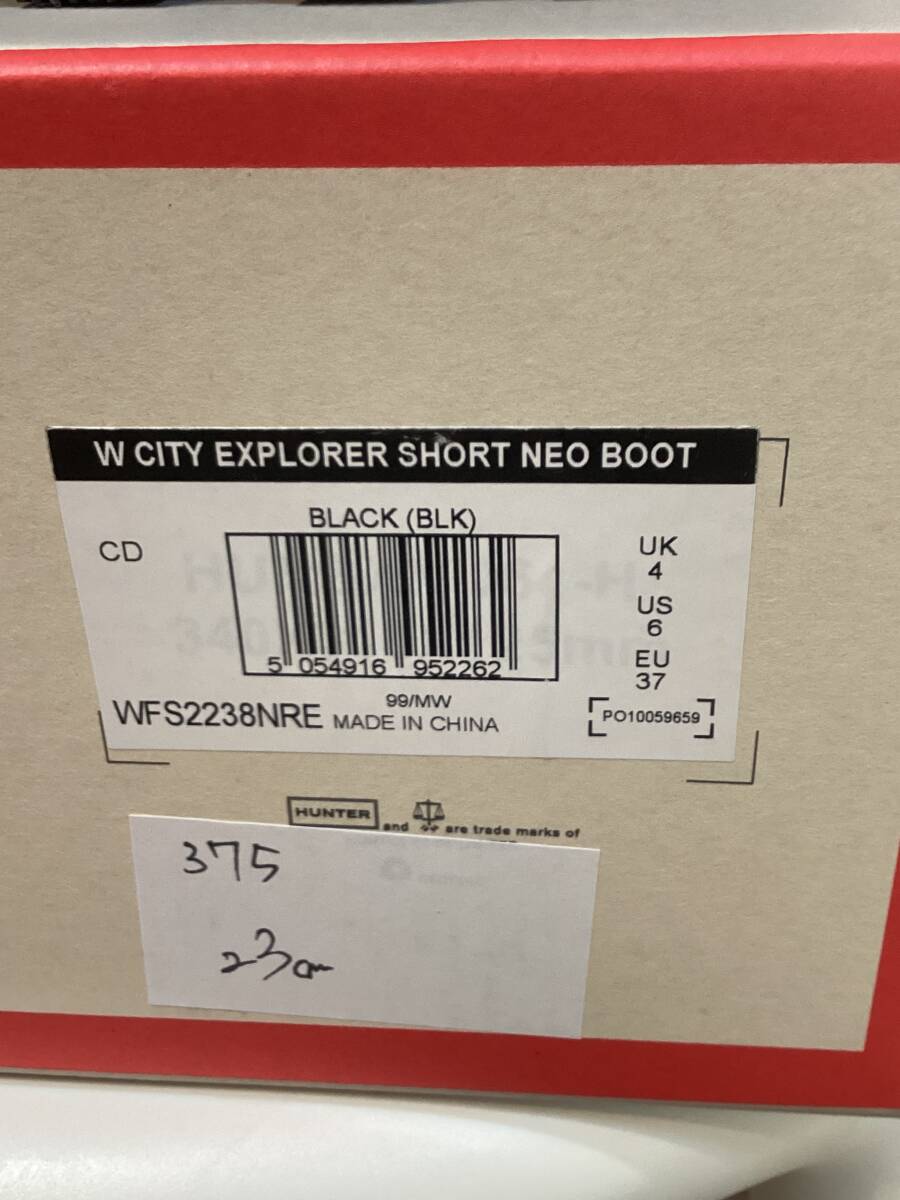 W CITY EXPLORER SHORT NEO BOOT
BLACK (BLK)
CD
5 054916 952262
UK
4
US
6
EU
37
99/MW
WFS2238NRE MADE IN CHINA
PO10059659
HUNTER and are trade marks of
375
23cm